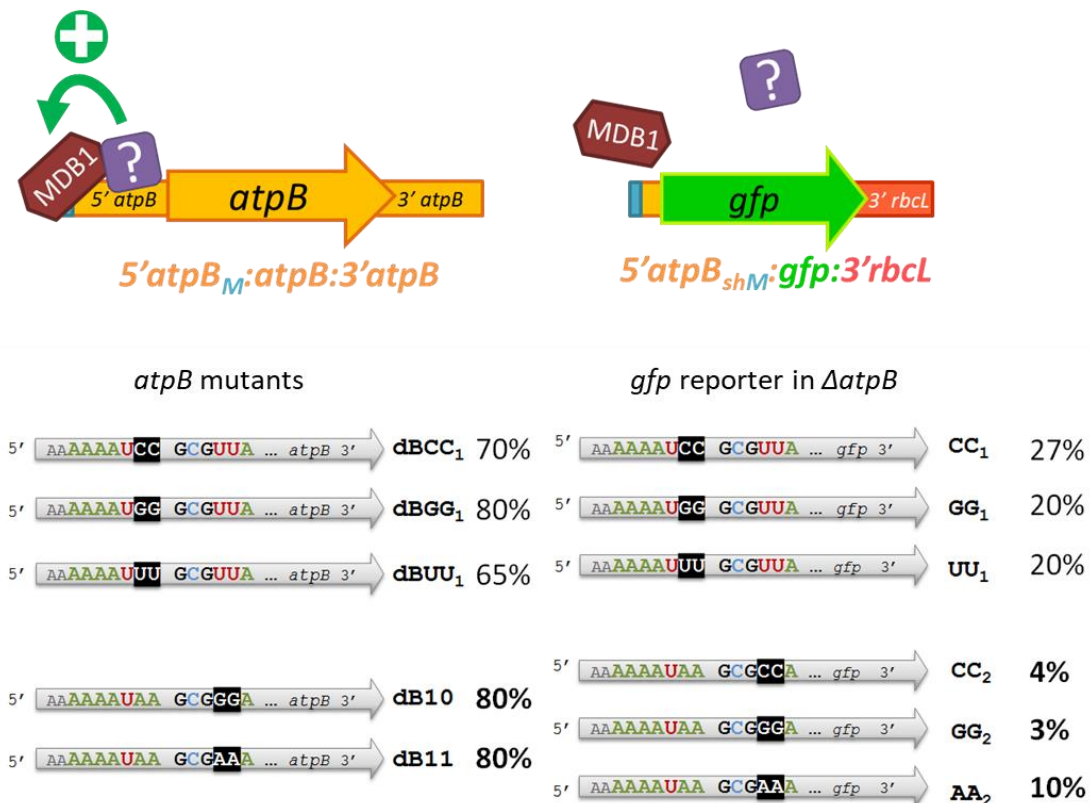 MDB1 ? MDB1 ?
5' atpB atpB 3' atpB gfp 3' rbcL
5'atpBM:atpB:3'atpB 5'atpBshM:gfp:3'rbcL
atpB mutants gfp reporter in ΔatpB
5' AAAAAAUCC GCGUUA ... atpB 3' dBCC1 70% 5' AAAAAAUCC GCGUUA ... gfp 3' CC1 27%
5' AAAAAAUGG GCGUUA ... atpB 3' dBGG1 80% 5' AAAAAAUGG GCGUUA ... gfp 3' GG1 20%
5' AAAAAAUUU GCGUUA ... atpB 3' dBUU1 65% 5' AAAAAAUUU GCGUUA ... gfp 3' UU1 20%
5' AAAAAAUAA GCGGGA ... atpB 3' dB10 80% 5' AAAAAAUAA GCGCCA ... gfp 3' CC2 4%
5' AAAAAAUAA GCGAAA ... atpB 3' dB11 80% 5' AAAAAAUAA GCGGGA ... gfp 3' GG2 3%
5' AAAAAAUAA GCGAAA ... gfp 3' AA2 10%